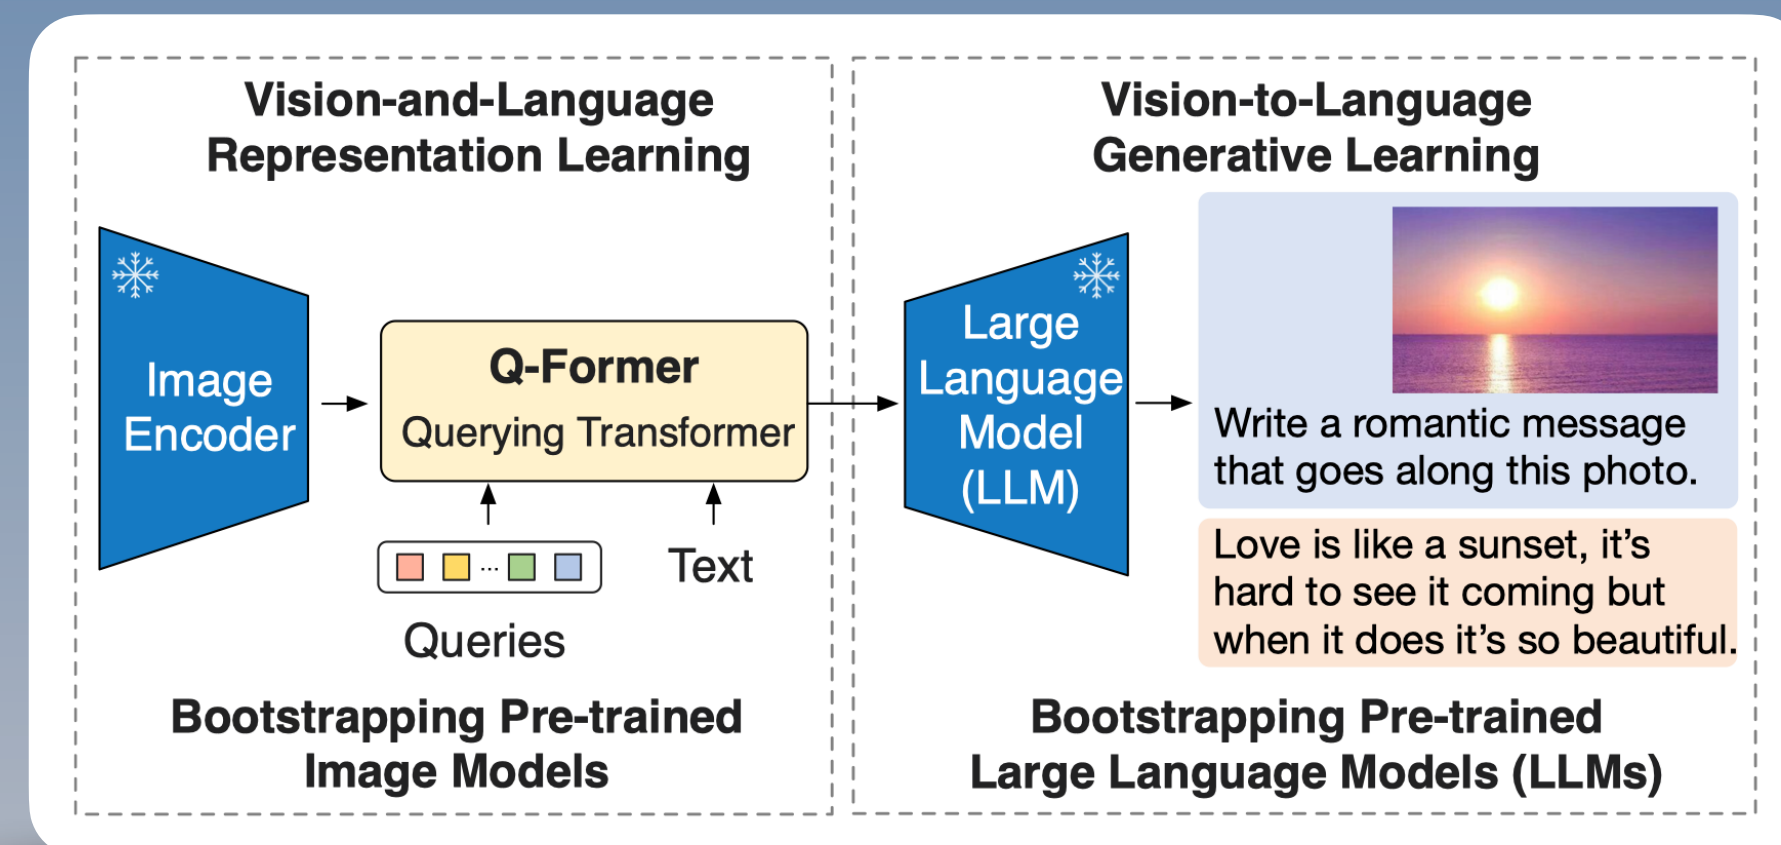 Vision-and-Language
Representation Learning
Image
Encoder
Q-Former
Querying Transformer
...
Queries
Text
Bootstrapping Pre-trained
Image Models
Vision-to-Language
Generative Learning
Large
Language
Model
(LLM)
Write a romantic message
that goes along this photo.
Love is like a sunset, it's
hard to see it coming but
when it does it's so beautiful.
Bootstrapping Pre-trained
Large Language Models (LLMs)